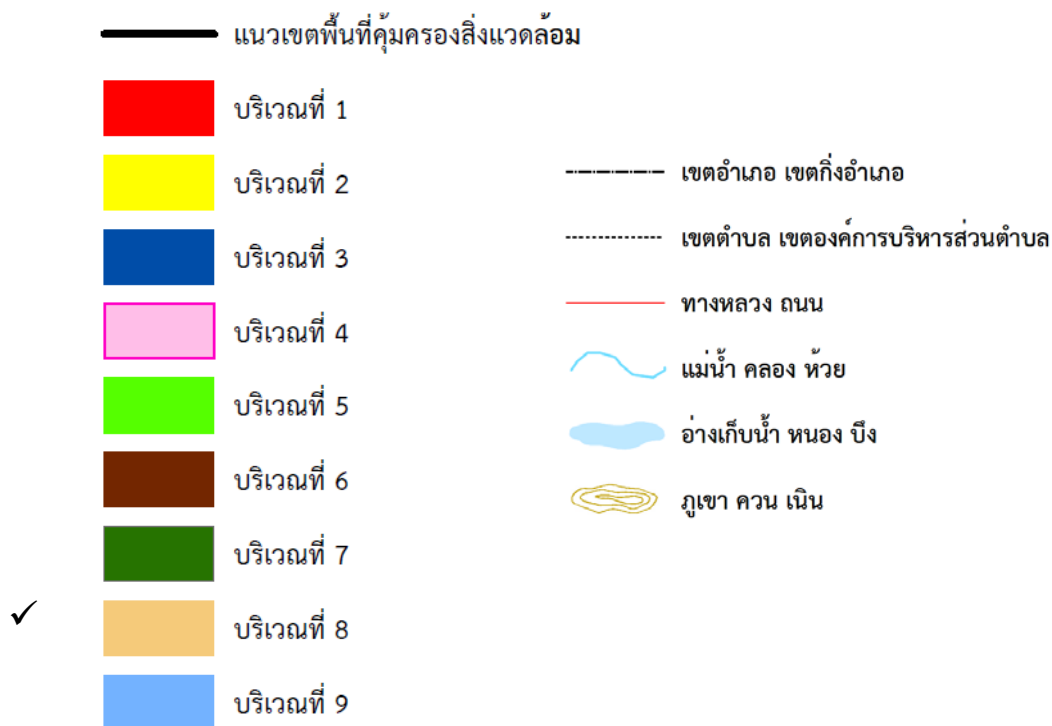 แนวเขตพื้นที่คุ้มครองสิ่งแวดล้อม
บริเวณที่ 1
บริเวณที่ 2
บริเวณที่ 3
บริเวณที่ 4
บริเวณที่ 5
บริเวณที่ 6
บริเวณที่ 7
บริเวณที่ 8
บริเวณที่ 9
เขตอำเภอ เขตกิ่งอำเภอ
เขตตำบล เขตองค์การบริหารส่วนตำบล
ทางหลวง ถนน
แม่น้ำ คลอง ห้วย
อ่างเก็บน้ำ หนอง บึง
ภูเขา ควน เนิน